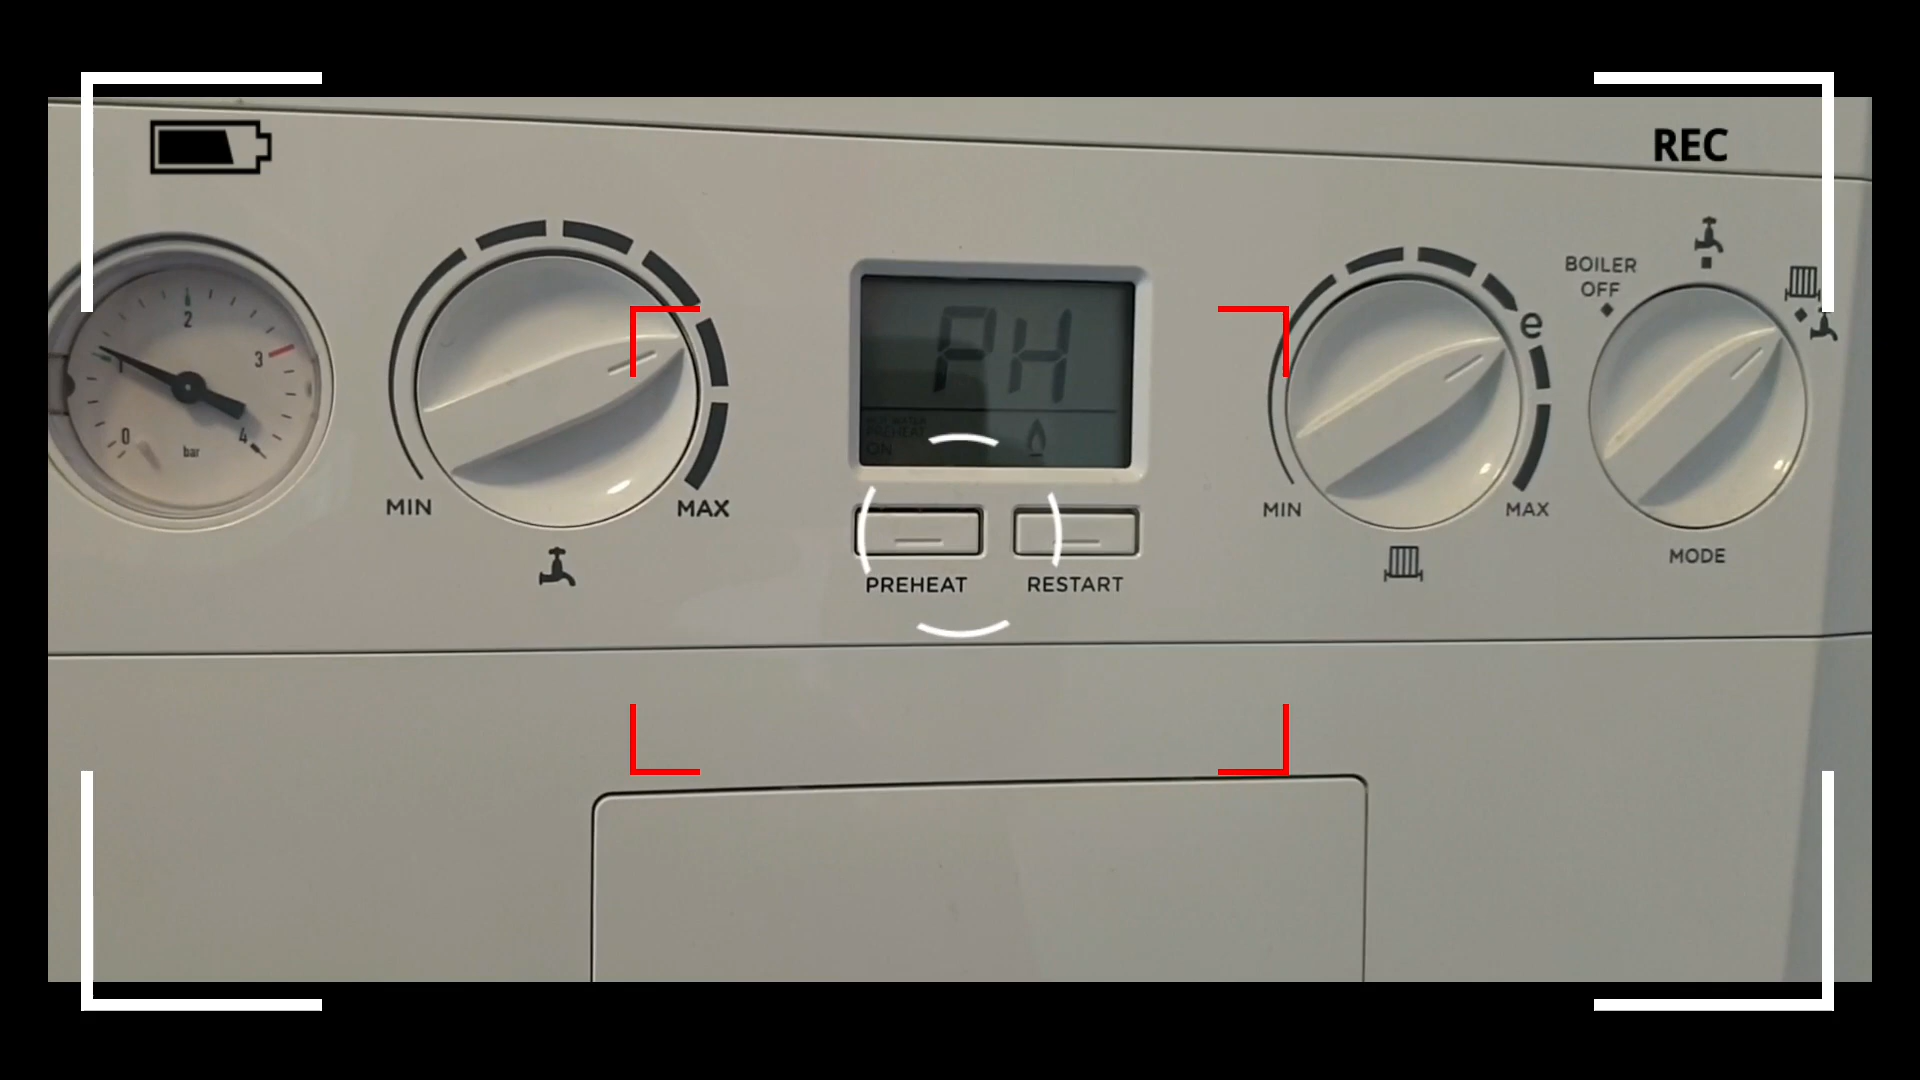 REC
BOILER
OFF
2
3
1
0
4
bar
PH
HOT WATER
PREHEAT
ON
e
MIN
MAX
MIN
MAX
MODE
PREHEAT
RESTART